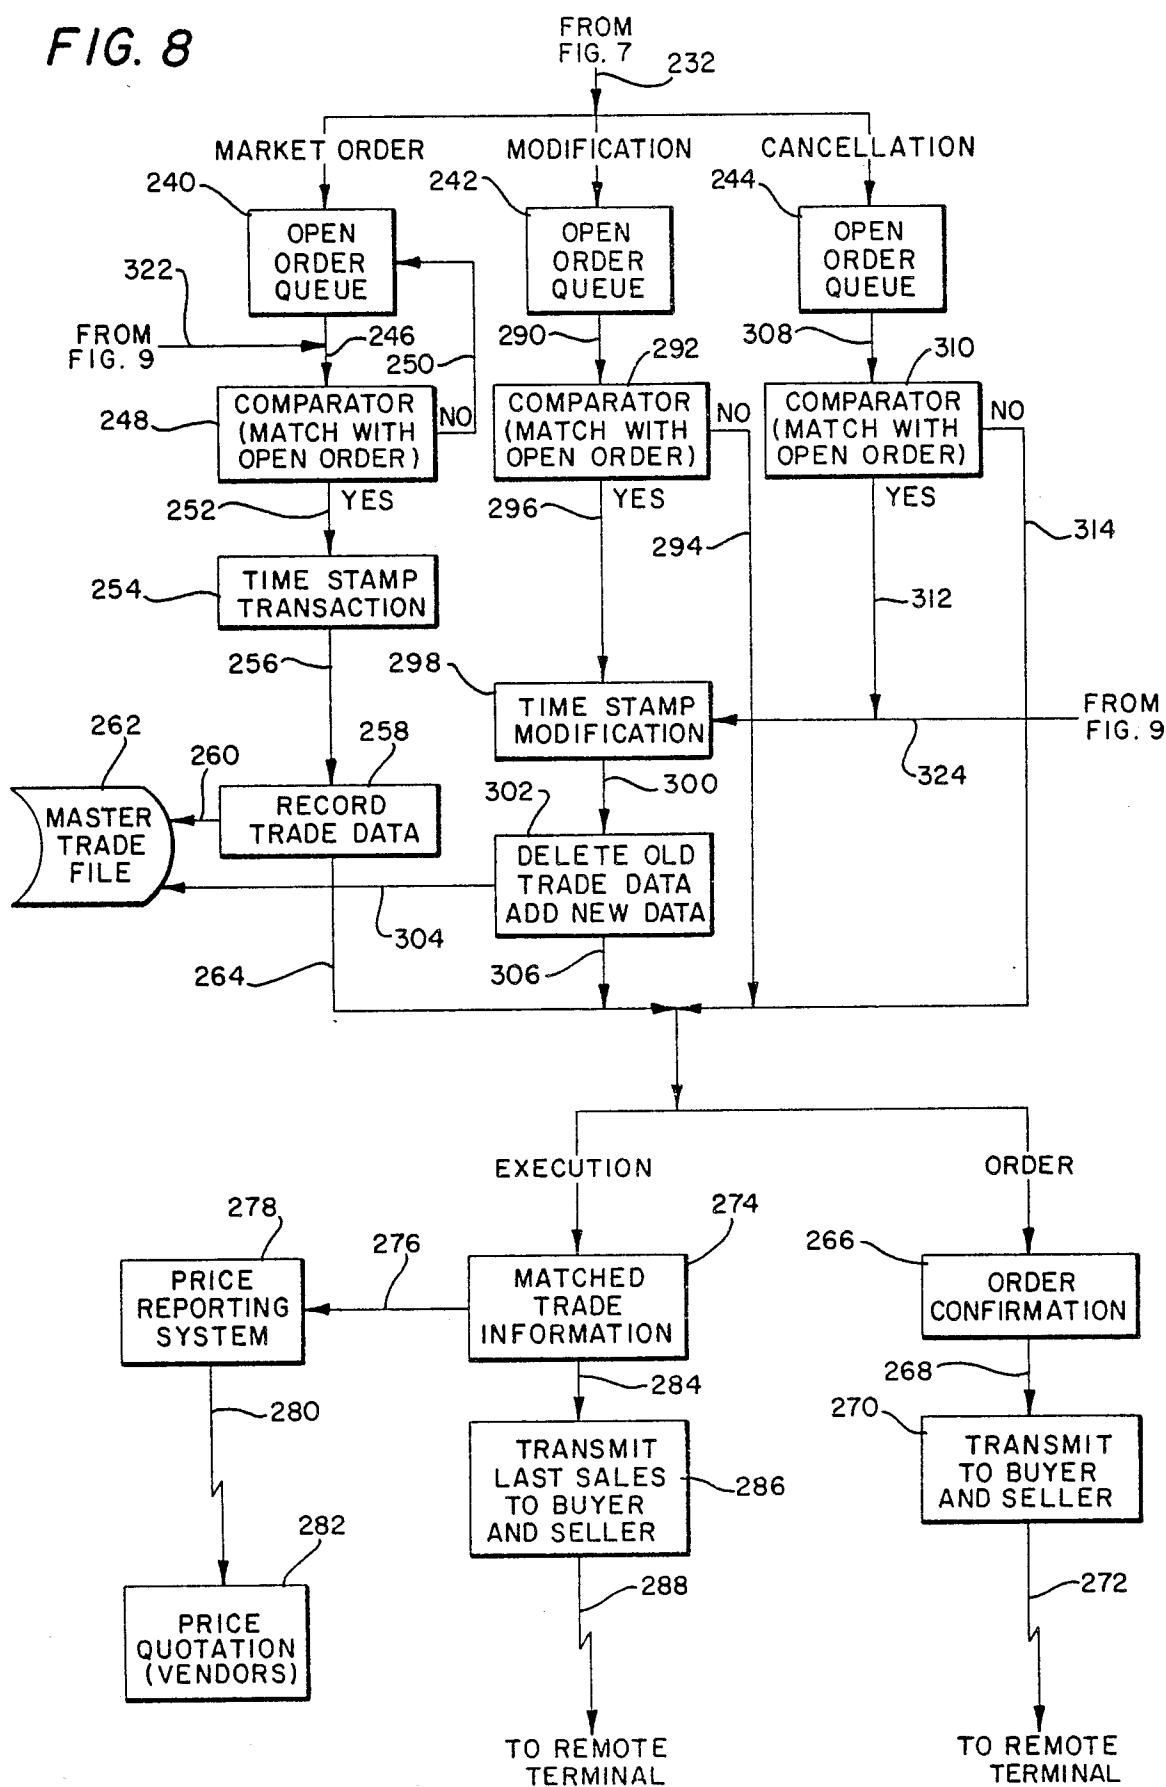 FIG. 8
FROM
FIG. 7
232
MARKET ORDER
MODIFICATION
CANCELLATION
240
242
244
OPEN
ORDER
QUEUE
OPEN
ORDER
QUEUE
OPEN
ORDER
QUEUE
322
FROM
FIG. 9
246
250
290
292
308
310
248
COMPARATOR
(MATCH WITH
OPEN ORDER)
NO
COMPARATOR
(MATCH WITH
OPEN ORDER)
NO
COMPARATOR
(MATCH WITH
OPEN ORDER)
NO
252
YES
296
YES
294
YES
314
254
TIME STAMP
TRANSACTION
312
256
298
TIME STAMP
MODIFICATION
FROM
FIG. 9
324
262
260
258
300
302
MASTER
TRADE
FILE
RECORD
TRADE DATA
DELETE OLD
TRADE DATA
ADD NEW DATA
304
264
306
EXECUTION
ORDER
278
276
274
266
PRICE
REPORTING
SYSTEM
MATCHED
TRADE
INFORMATION
ORDER
CONFIRMATION
280
284
268
270
TRANSMIT
LAST SALES
TO BUYER
AND SELLER
286
TRANSMIT
TO BUYER
AND SELLER
282
288
272
PRICE
QUOTATION
(VENDORS)
TO REMOTE
TERMINAL
TO REMOTE
TERMINAL